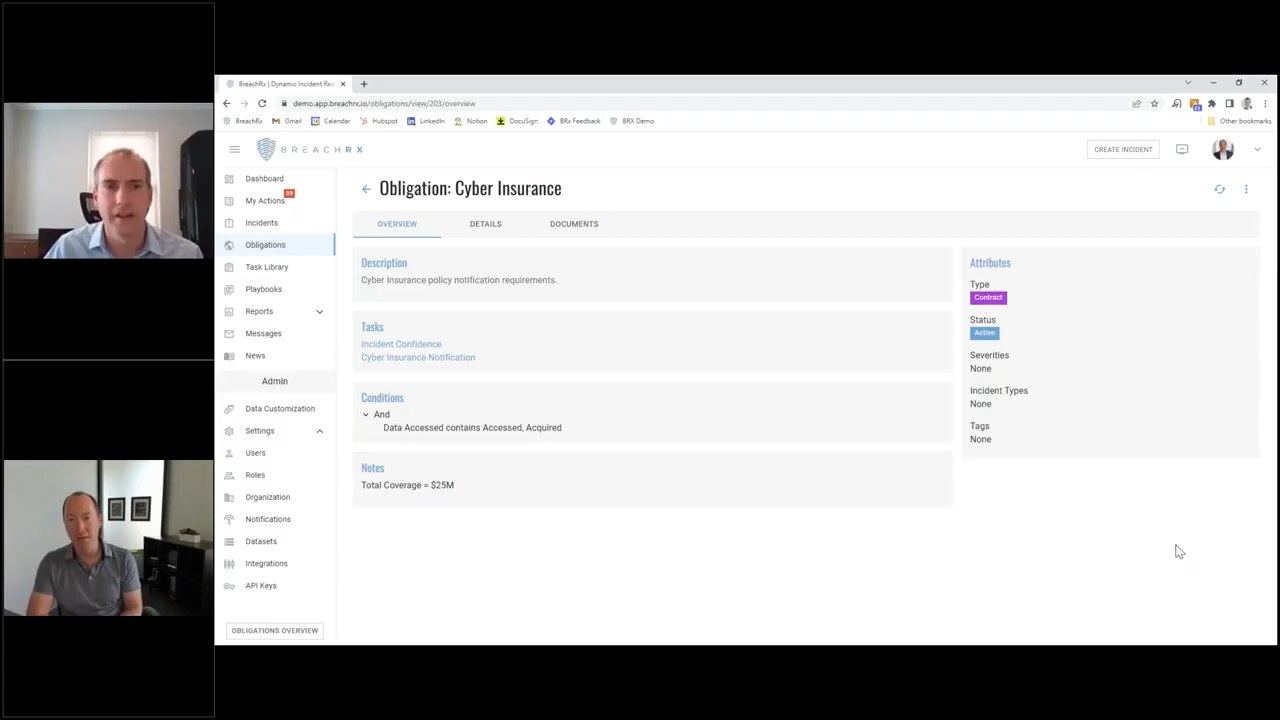 BreachRx | Dynamic Incident Re
demo.app.breachrx.io/obligations/view/203/overview
BreachRx Gmail Calendar Hubspot LinkedIn Notion DocuSign BRx Feedback BRX Demo Other bookmarks
BREACHRX
CREATE INCIDENT
Dashboard
My Actions 39
Incidents
Obligations
Task Library
Playbooks
Reports
Messages
News
Admin
Data Customization
Settings
Users
Roles
Organization
Notifications
Datasets
Integrations
API Keys
OBLIGATIONS OVERVIEW
Obligation: Cyber Insurance
OVERVIEW DETAILS DOCUMENTS
Description
Cyber Insurance policy notification requirements.
Tasks
Incident Confidence
Cyber Insurance Notification
Conditions
And
Data Accessed contains Accessed, Acquired
Notes
Total Coverage = $25M
Attributes
Type
Contract
Status
Active
Severities
None
Incident Types
None
Tags
None